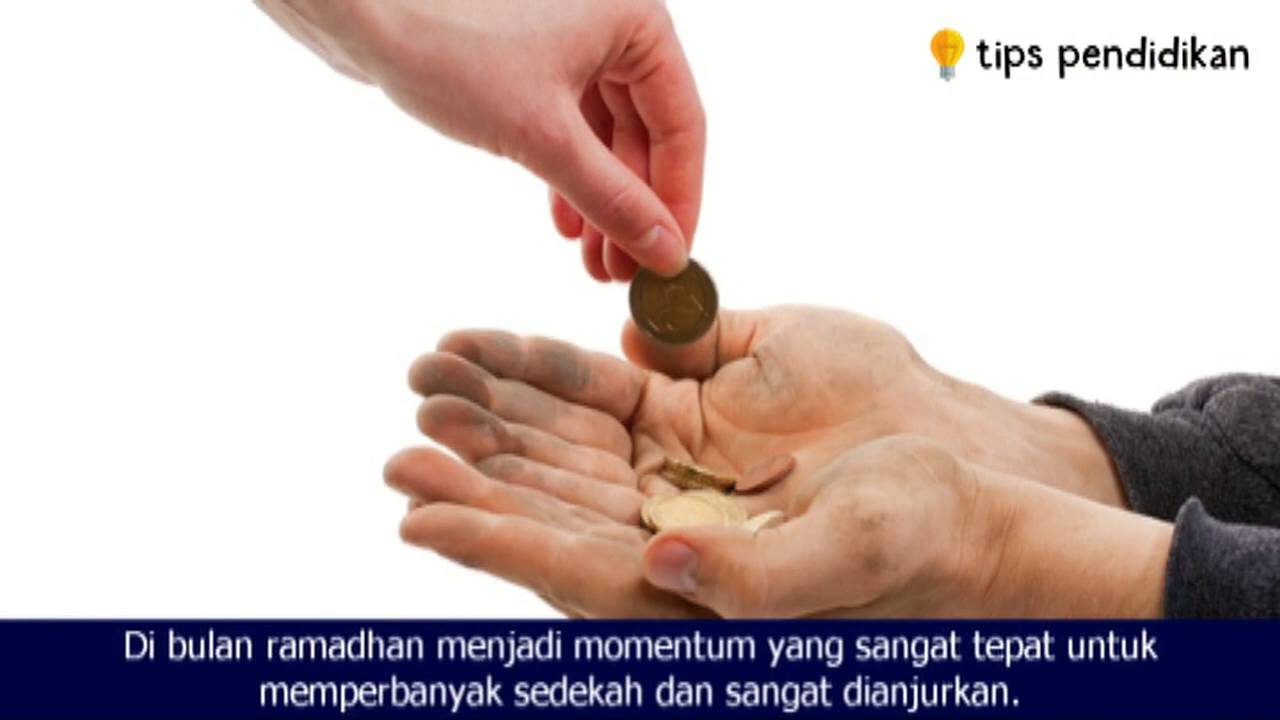 tips pendidikan
Di bulan ramadhan menjadi momentum yang sangat tepat untuk
memperbanyak sedekah dan sangat dianjurkan.